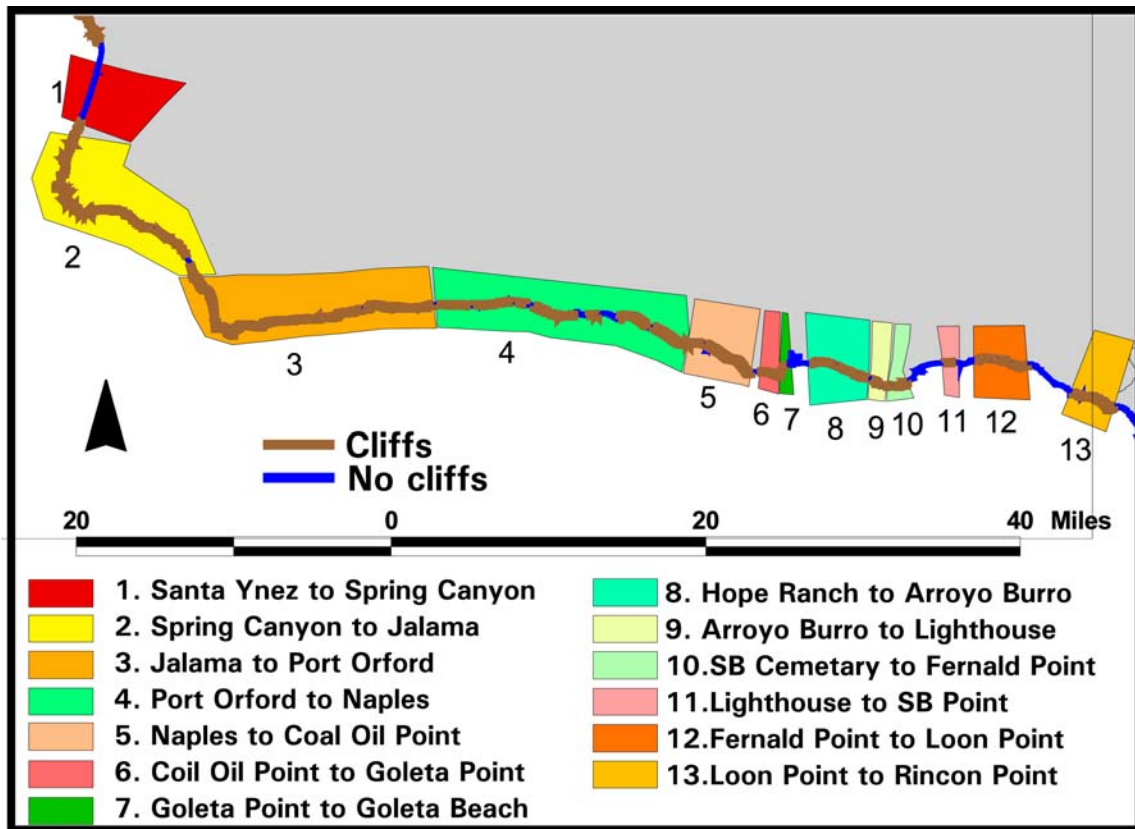 1
2
3
4
5
6
7
8
9
10
11
12
13
Cliffs
No cliffs
20 0 20 40 Miles
1. Santa Ynez to Spring Canyon
2. Spring Canyon to Jalama
3. Jalama to Port Orford
4. Port Orford to Naples
5. Naples to Coal Oil Point
6. Coil Oil Point to Goleta Point
7. Goleta Point to Goleta Beach
8. Hope Ranch to Arroyo Burro
9. Arroyo Burro to Lighthouse
10.SB Cemetary to Fernald Point
11.Lighthouse to SB Point
12.Fernald Point to Loon Point
13.Loon Point to Rincon Point